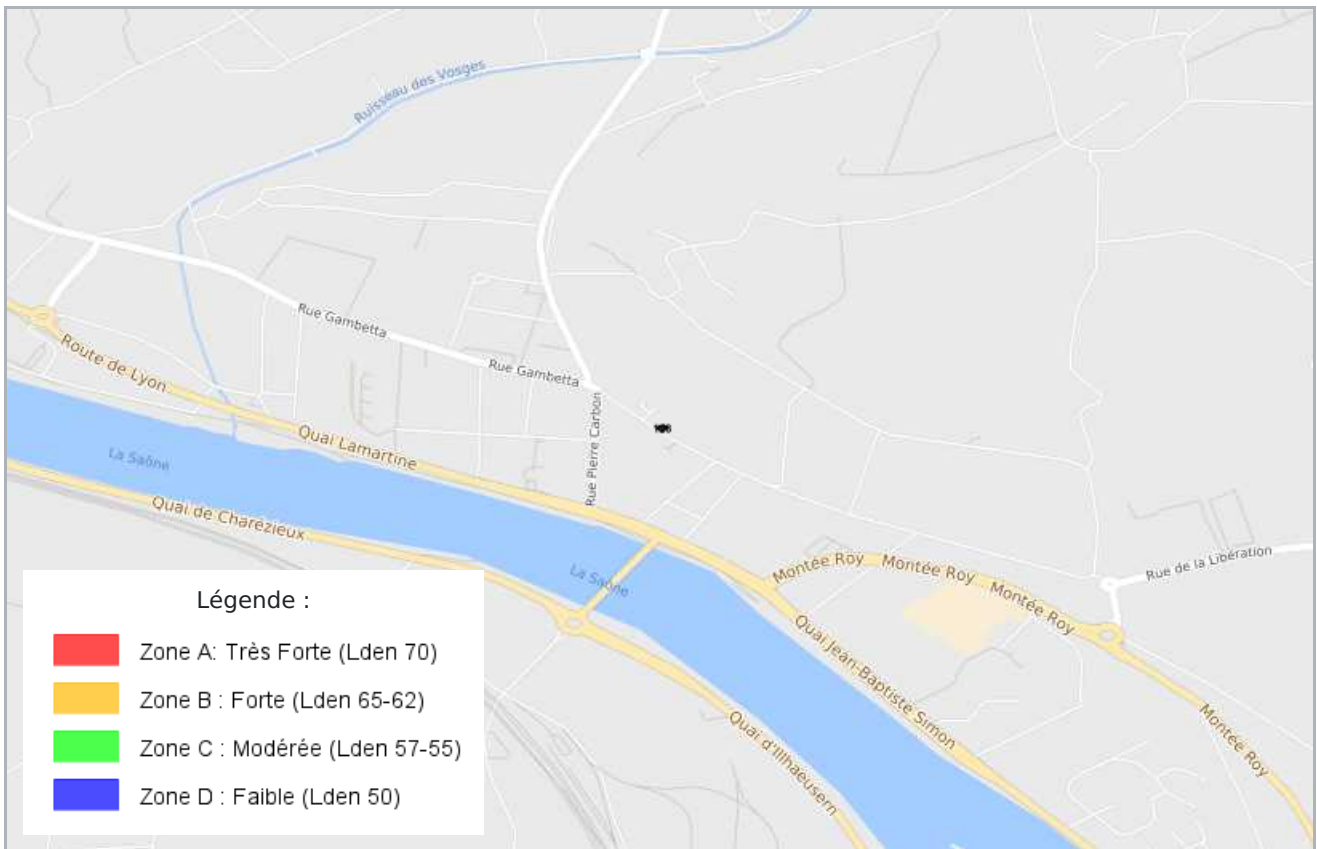 Ruisseau des Vosges
Rue Gambetta
Rue Gambetta
Route de Lyon
Rue Pierre Carbon
Quai Lamartine
La Saône
Quai de Charézieux
La Saône
Montée Roy
Montée Roy
Montée Roy
Rue de la Libération
Quai Jean-Baptiste Simon
Quai d'Illhaeusern
Montée Roy
Légende :
Zone A: Très Forte (Lden 70)
Zone B : Forte (Lden 65-62)
Zone C : Modérée (Lden 57-55)
Zone D : Faible (Lden 50)